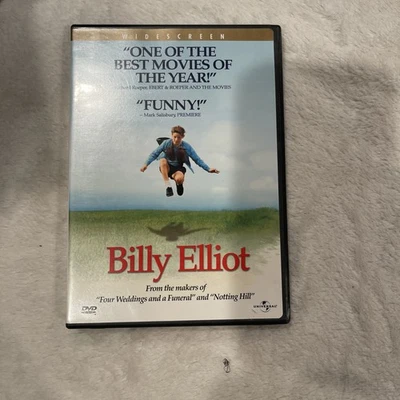 WIDESCREEN
"ONE OF THE
BEST MOVIES OF
THE YEAR!"
Roeper, EBERT & ROEPER AND THE MOVIES
"FUNNY!"
– Mark Salisbury, PREMIERE
Billy Elliot
From the makers of
"Four Weddings and a Funeral" and "Notting Hill"
DVD
UNIVERSAL